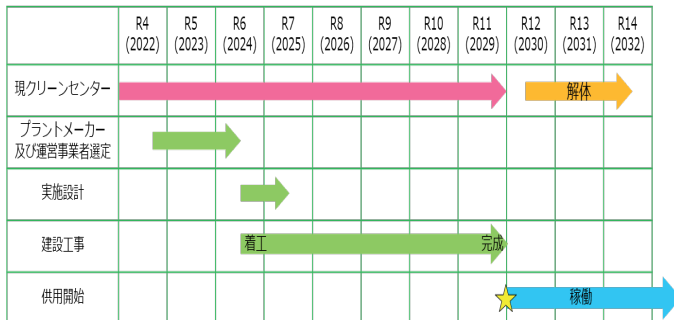 R4 R5 R6 R7 R8 R9 R10 R11 R12 R13 R14
(2022) (2023) (2024) (2025) (2026) (2027) (2028) (2029) (2030) (2031) (2032)
現クリーンセンター 解体
プラントメーカー
及び運営事業者選定
実施設計
建設工事 着工 完成
供用開始 稼働